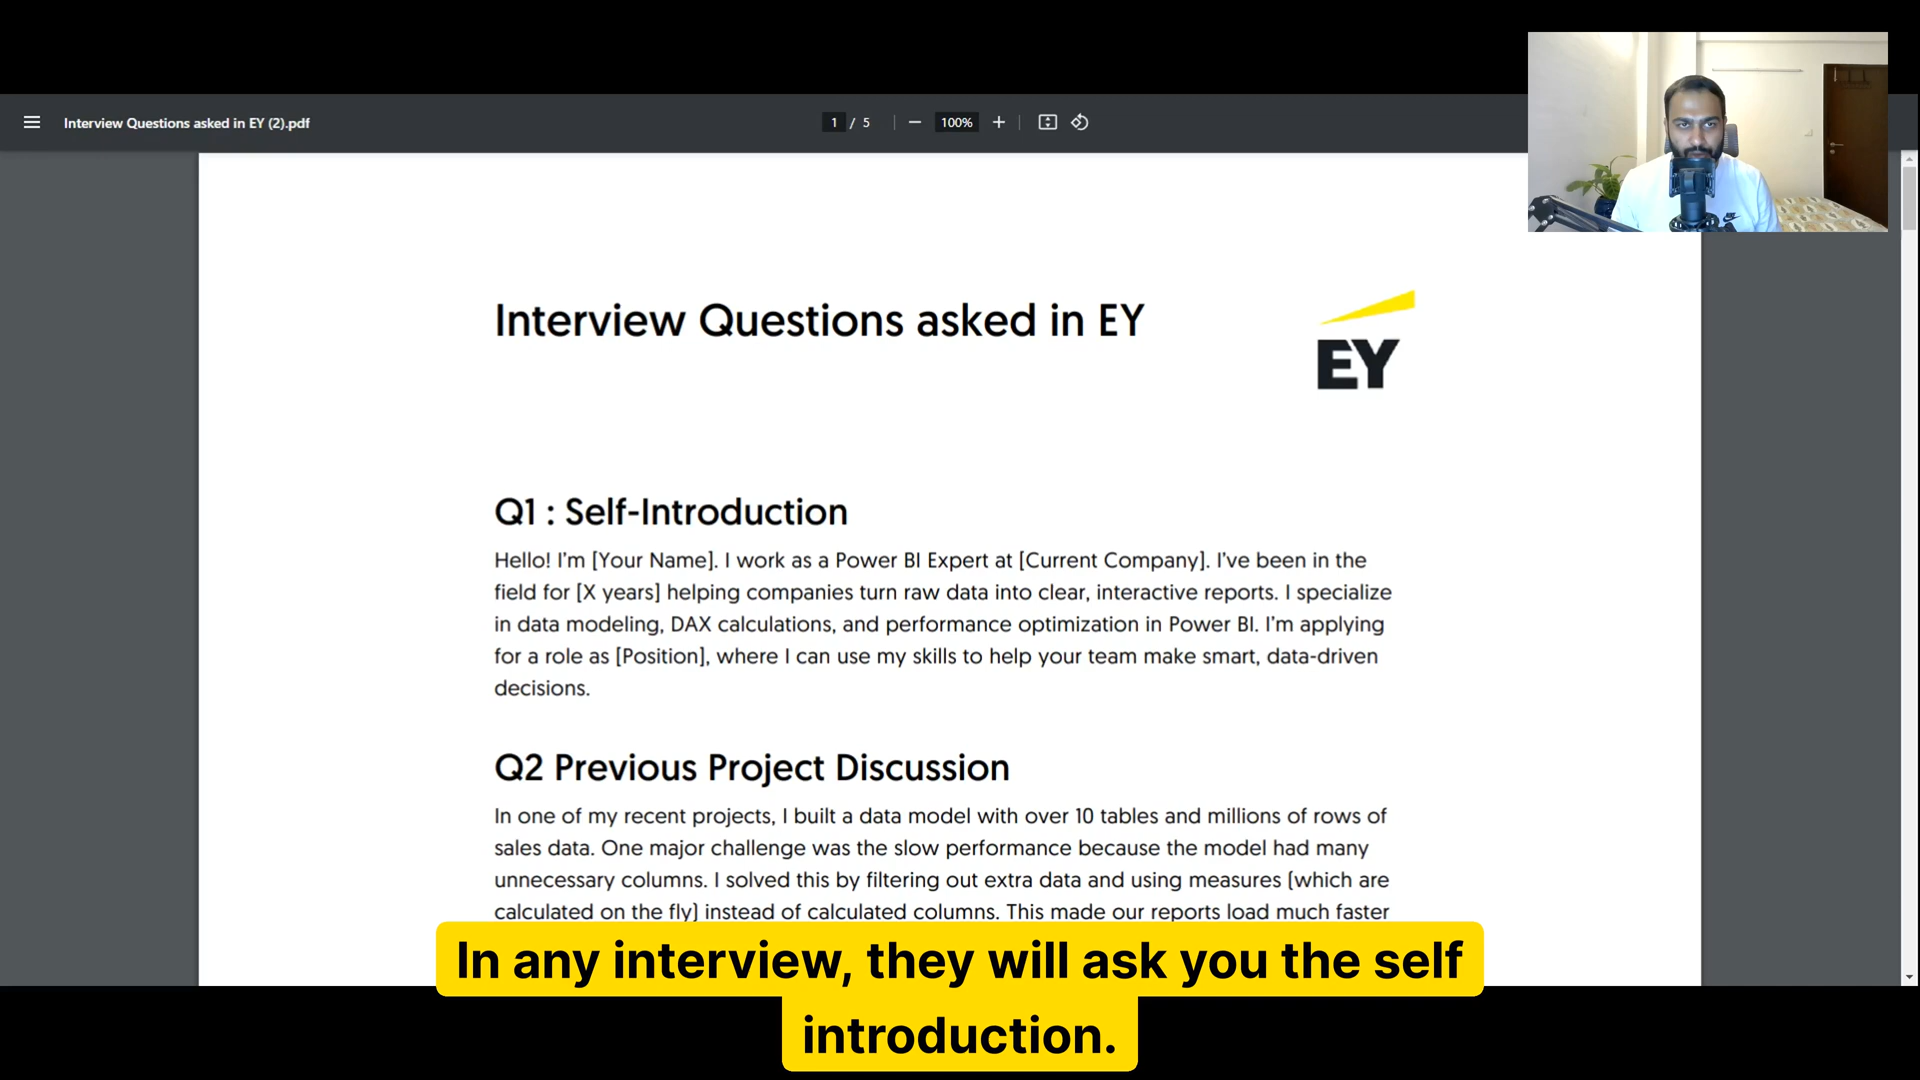 Interview Questions asked in EY (2).pdf
1 / 5
100%
Interview Questions asked in EY
EY
Q1 : Self-Introduction
Hello! I'm [Your Name]. I work as a Power BI Expert at [Current Company]. I've been in the
field for [X years] helping companies turn raw data into clear, interactive reports. I specialize
in data modeling, DAX calculations, and performance optimization in Power BI. I'm applying
for a role as [Position], where I can use my skills to help your team make smart, data-driven
decisions.
Q2 Previous Project Discussion
In one of my recent projects, I built a data model with over 10 tables and millions of rows of
sales data. One major challenge was the slow performance because the model had many
unnecessary columns. I solved this by filtering out extra data and using measures (which are
calculated on the fly) instead of calculated columns. This made our reports load much faster
In any interview, they will ask you the self
introduction.